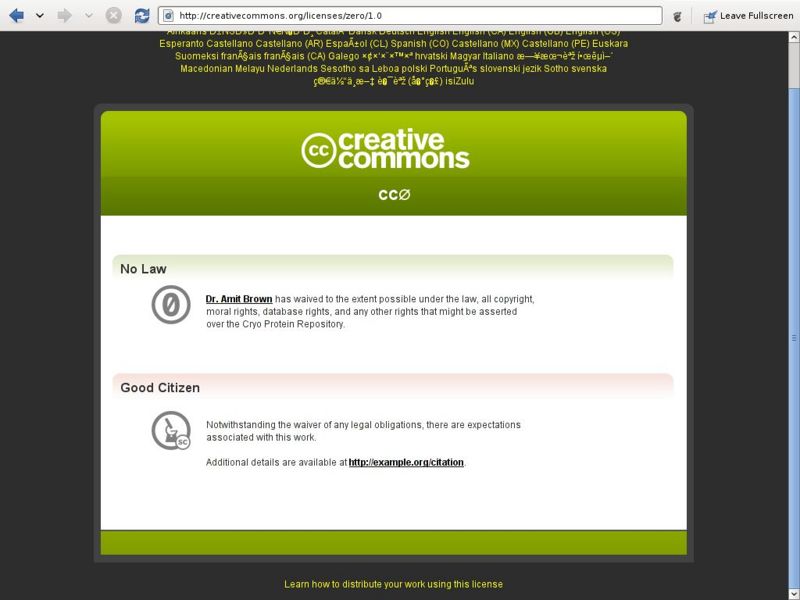 http://creativecommons.org/licenses/zero/1.0
Leave Fullscreen
Esperanto Castellano Castellano (AR) EspaÃ±ol (CL) Spanish (CO) Castellano (MX) Castellano (PE) Euskara
Suomeksi franÃ§ais franÃ§ais (CA) Galego hrvatski Magyar Italiano
Macedonian Melayu Nederlands Sesotho sa Leboa polski PortuguÃªs slovenski jezik Sotho svenska
isiZulu
cc creative
commons
cc∅
No Law
Dr. Amit Brown has waived to the extent possible under the law, all copyright,
moral rights, database rights, and any other rights that might be asserted
over the Cryo Protein Repository.
Good Citizen
Notwithstanding the waiver of any legal obligations, there are expectations
associated with this work.
sc
Additional details are available at http://example.org/citation.
Learn how to distribute your work using this license